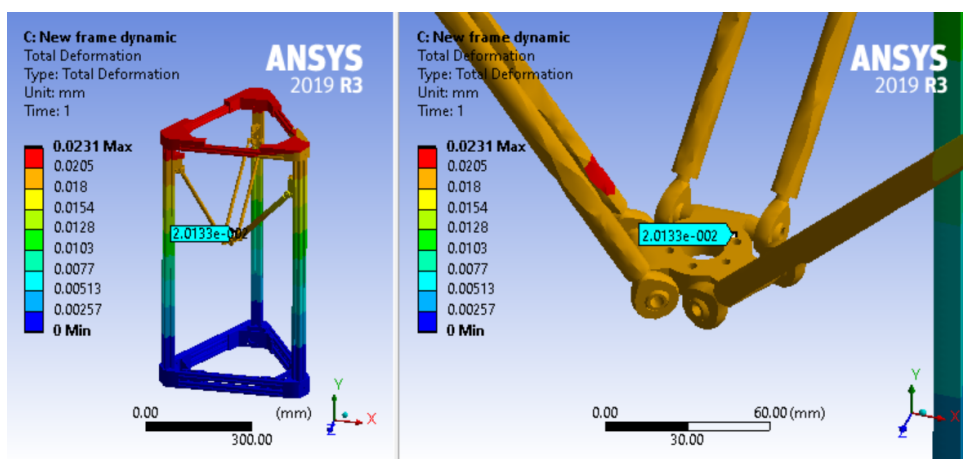 C: New frame dynamic
Total Deformation
Type: Total Deformation
Unit: mm
Time: 1
ANSYS
2019 R3
0.0231 Max
0.0205
0.018
0.0154
0.0128
0.0103
0.0077
0.00513
0.00257
0 Min
2.0133e-002
0.00
(mm)
300.00
Y
X
Z
C: New frame dynamic
Total Deformation
Type: Total Deformation
Unit: mm
Time: 1
ANSYS
2019 R3
0.0231 Max
0.0205
0.018
0.0154
0.0128
0.0103
0.0077
0.00513
0.00257
0 Min
2.0133e-002
0.00
60.00 (mm)
30.00
Y
X
Z